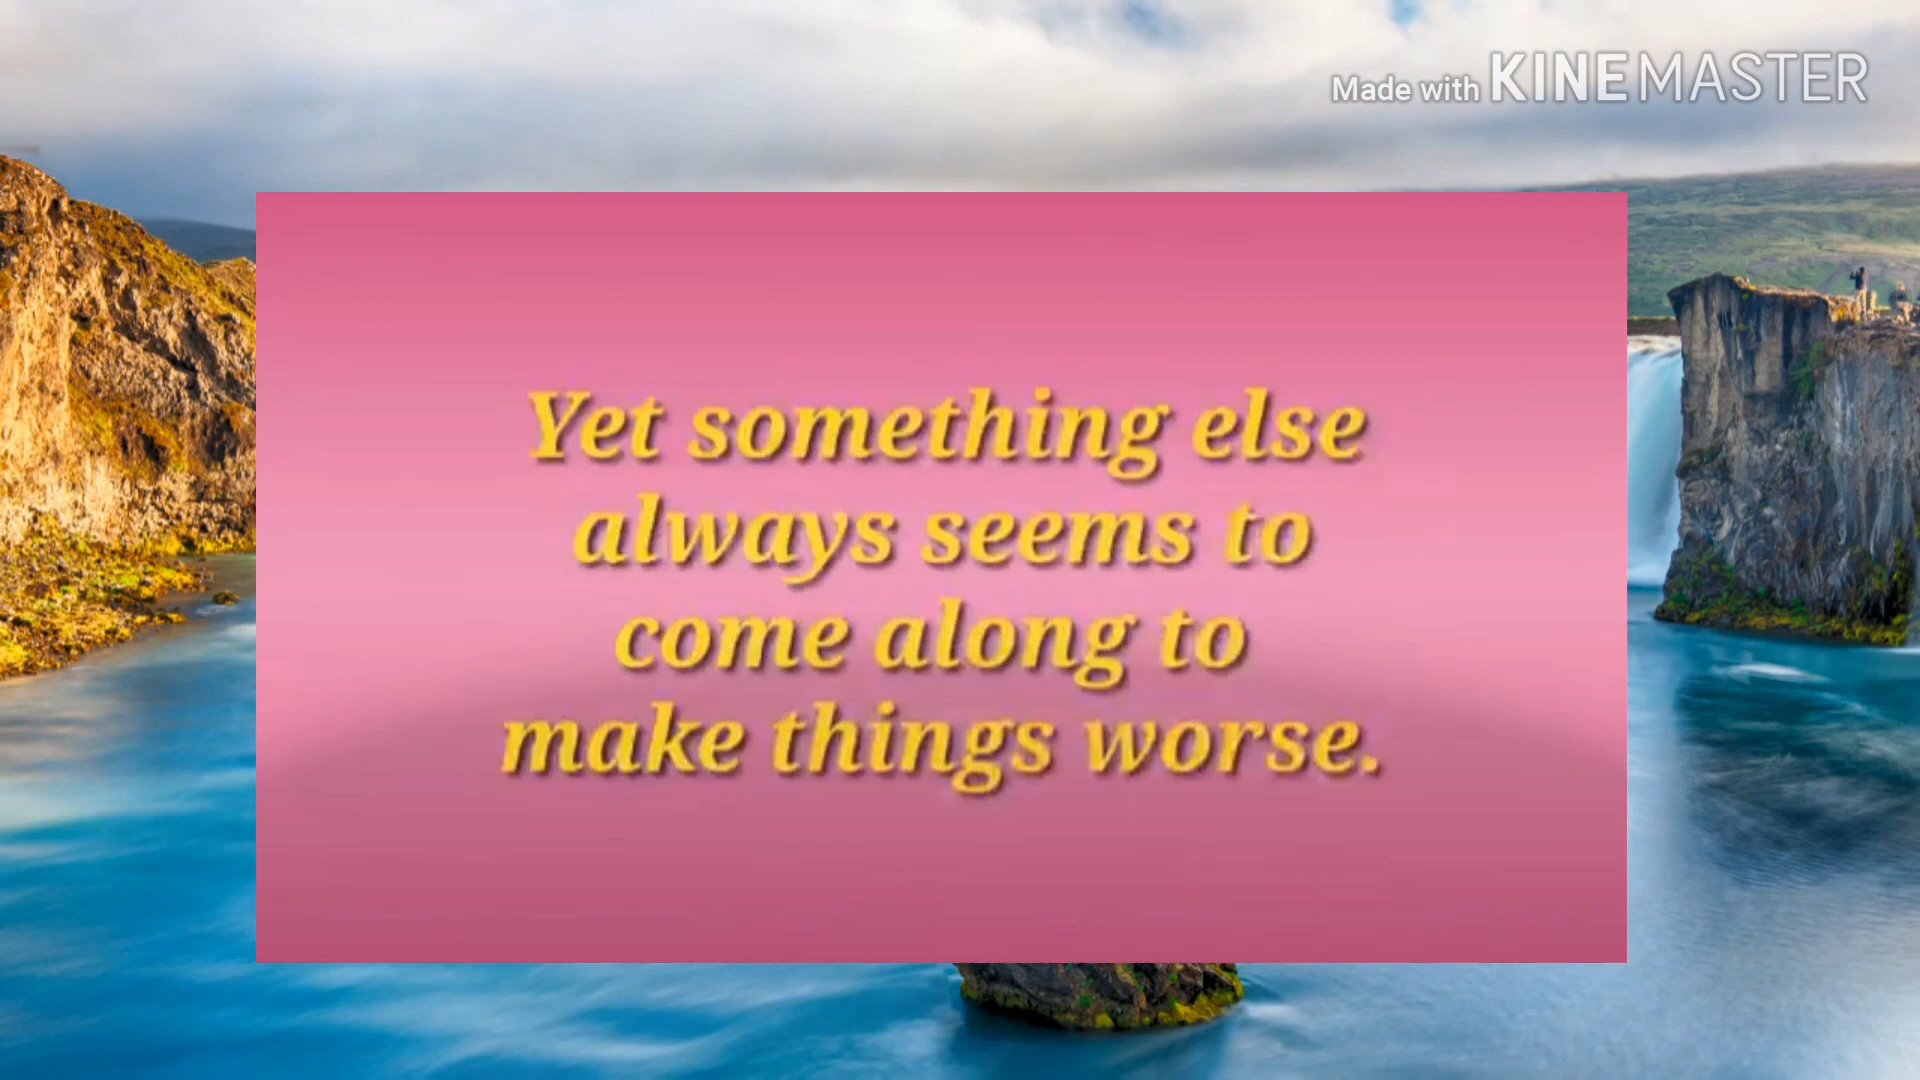 Made with KINEMASTER
Yet something else
always seems to
come along to
make things worse.